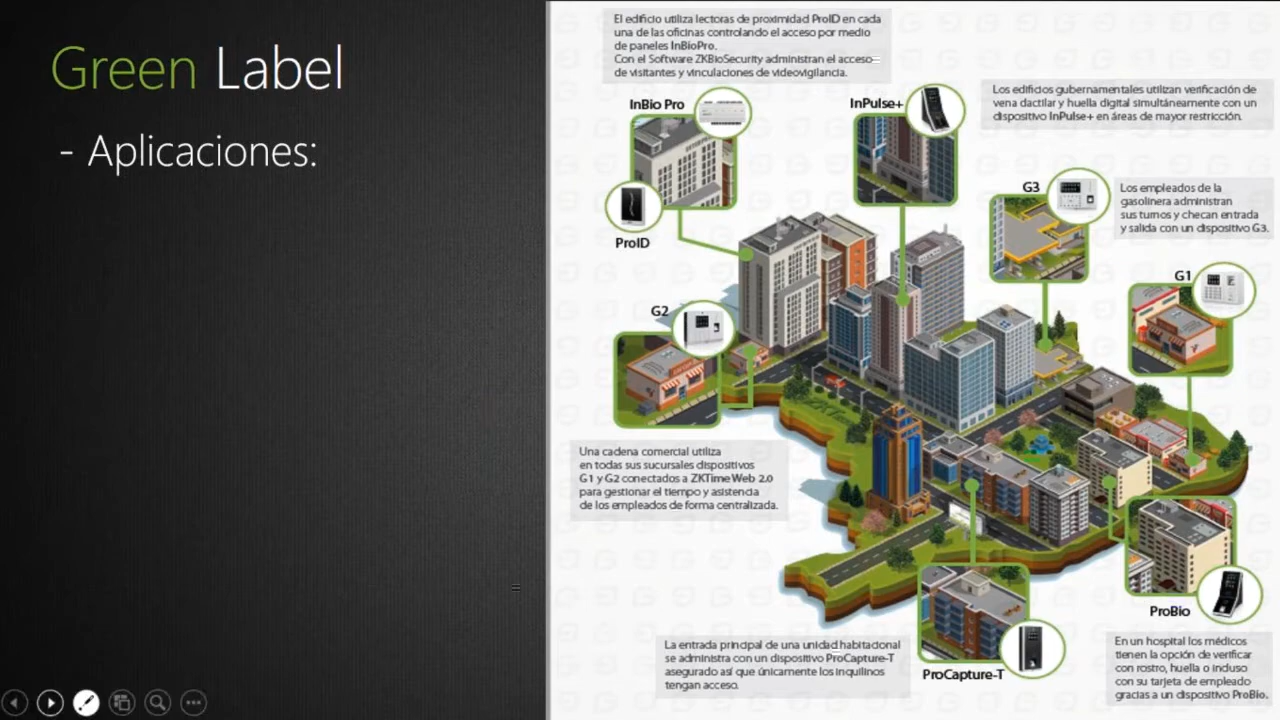 Green Label
- Aplicaciones:
El edificio utiliza lectoras de proximidad ProID en cada
una de las oficinas controlando el acceso por medio
de paneles InBioPro.
Con el Software ZKBioSecurity administran el acceso
de visitantes y vinculaciones de videovigilancia.
InBio Pro
ProID
InPulse+
Los edificios gubernamentales utilizan verificación de
vena dactilar y huella digital simultáneamente con un
dispositivo InPulse+ en áreas de mayor restricción.
G3
Los empleados de la
gasolinera administran
sus turnos y checan entrada
y salida con un dispositivo G3.
G1
G2
Una cadena comercial utiliza
en todas sus sucursales dispositivos
G1 y G2 conectados a ZKTime Web 2.0
para gestionar el tiempo y asistencia
de los empleados de forma centralizada.
ProBio
En un hospital los médicos
tienen la opción de verificar
con rostro, huella o incluso
con su tarjeta de empleado
gracias a un dispositivo ProBio.
La entrada principal de una unidad habitacional
se administra con un dispositivo ProCapture-T
asegurado así que únicamente los inquilinos
tengan acceso.
ProCapture-T